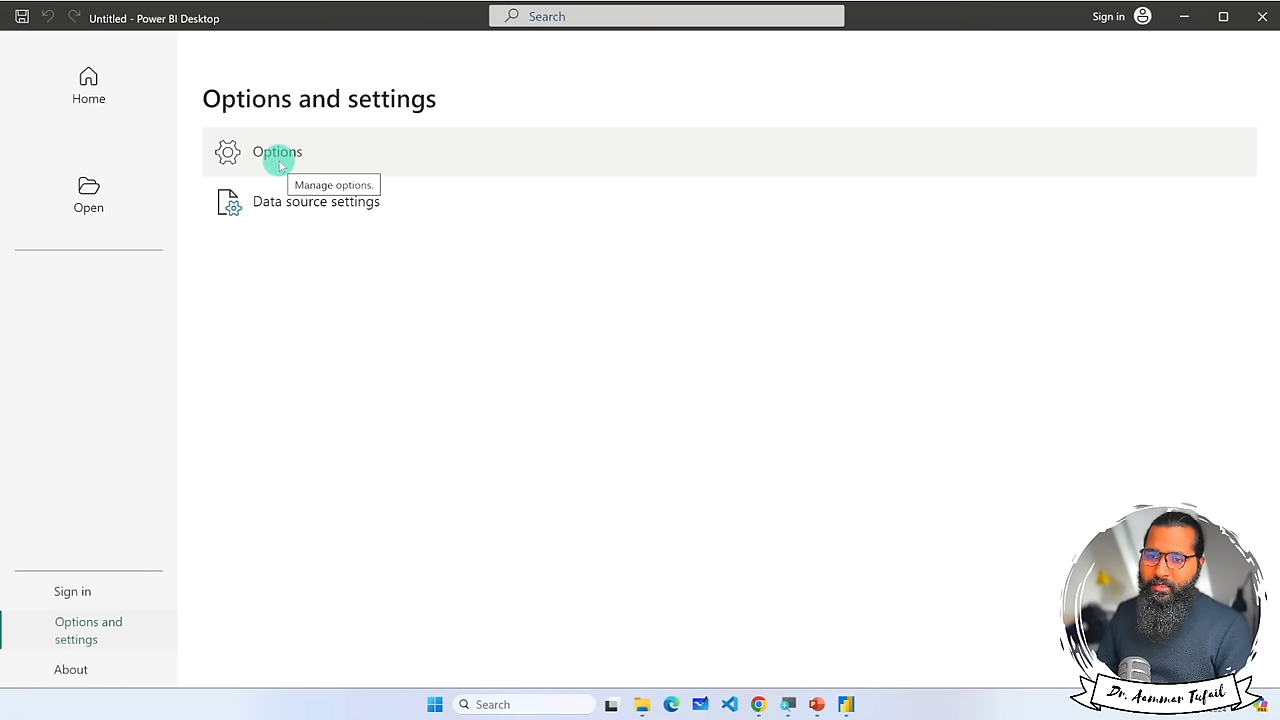 Untitled - Power BI Desktop
Search
Sign in
Home
Open
Options and settings
Options
Manage options.
Data source settings
Sign in
Options and
settings
About
Search
Dr. Aammar Tufail